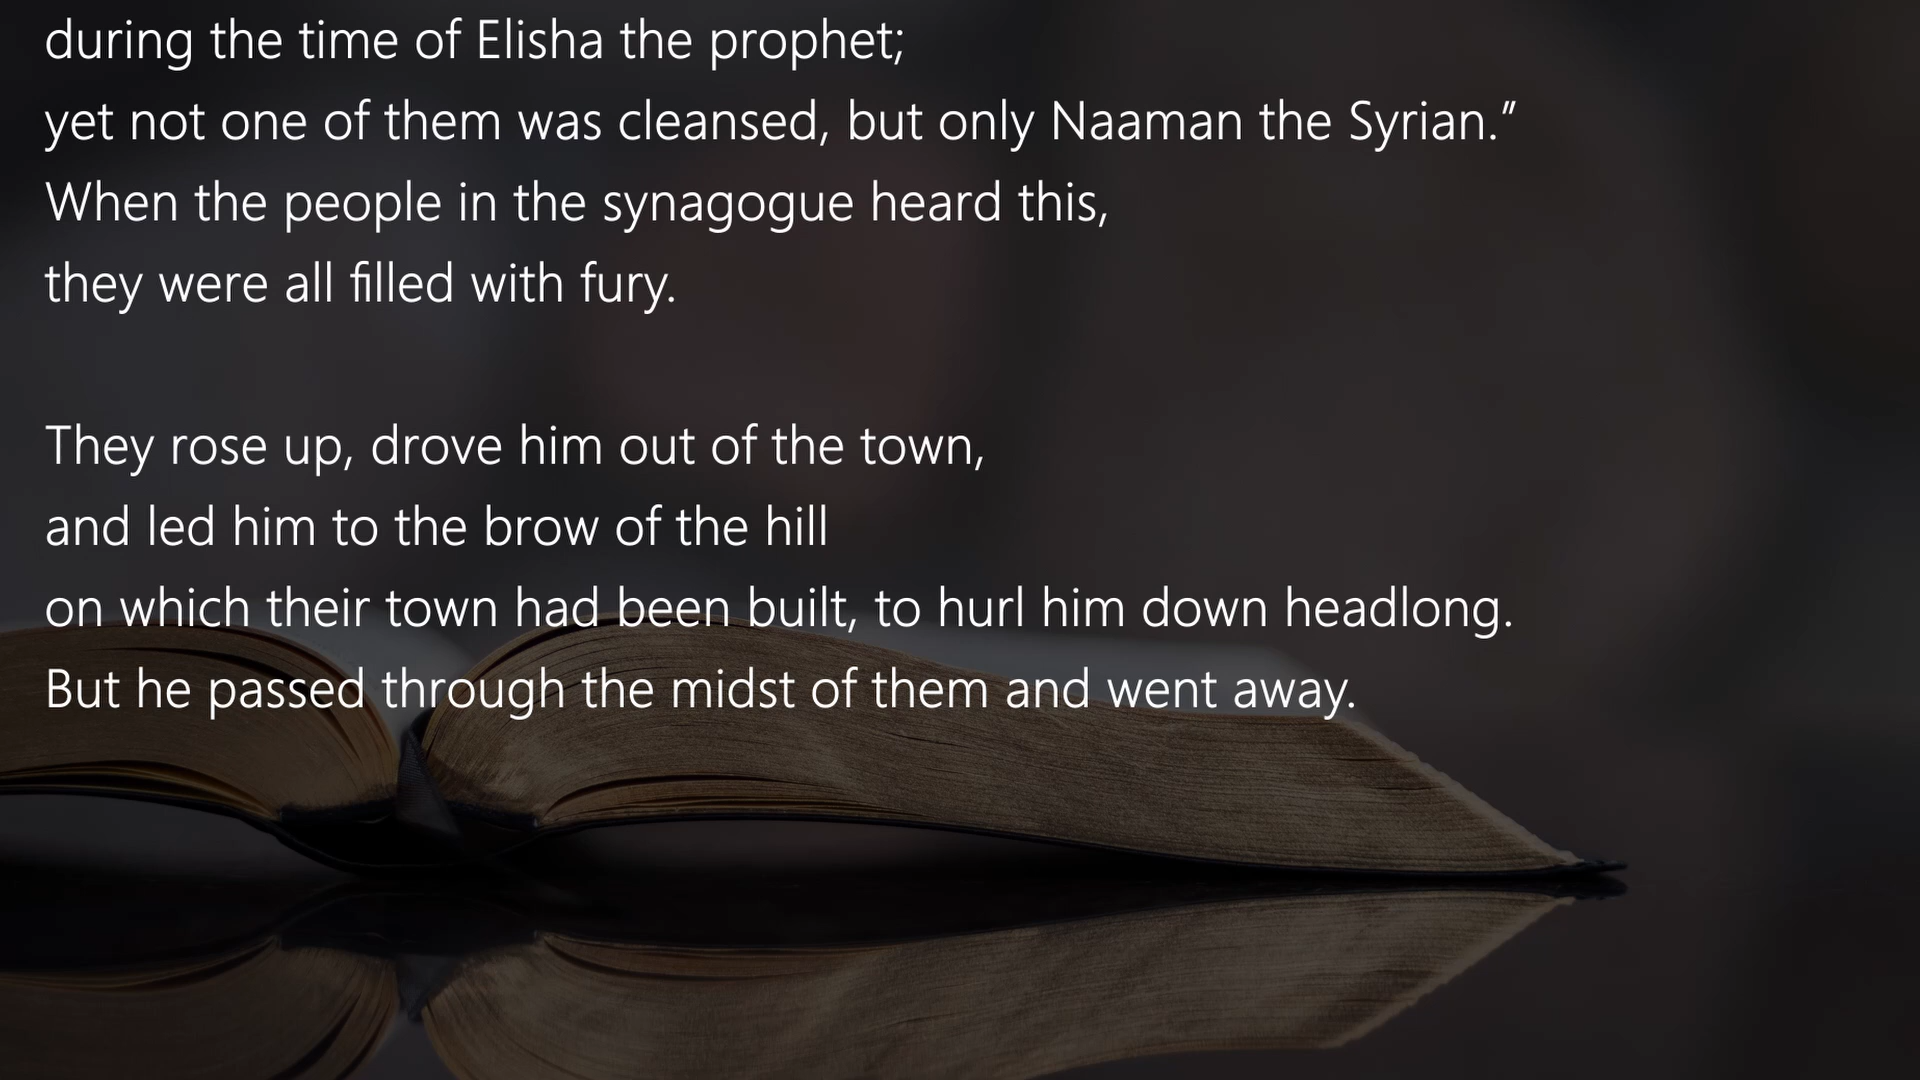 during the time of Elisha the prophet;
yet not one of them was cleansed, but only Naaman the Syrian.”
When the people in the synagogue heard this,
they were all filled with fury.
They rose up, drove him out of the town,
and led him to the brow of the hill
on which their town had been built, to hurl him down headlong.
But he passed through the midst of them and went away.